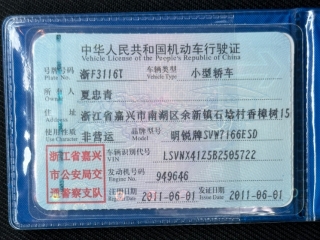 中华人民共和国机动车行驶证
Vehicle License of the People's Republic of China
号牌号码 浙F3116T 车辆类型 小型轿车
Plate No. Vehicle Type
所有人 夏忠青
Owner
住址 浙江省嘉兴市南湖区余新镇石埝村香樟树15
Address
使用性质 非营运 品牌型号 明锐牌SVW7166ESD
Use Character Model
浙江省嘉兴 车辆识别代号 LSVNX41Z5B2505722
VIN
市公安局交 发动机号码 949646
Engine No.
通警察支队 注册日期 2011-06-01 发证日期 2011-06-01
Register Date Issue Date